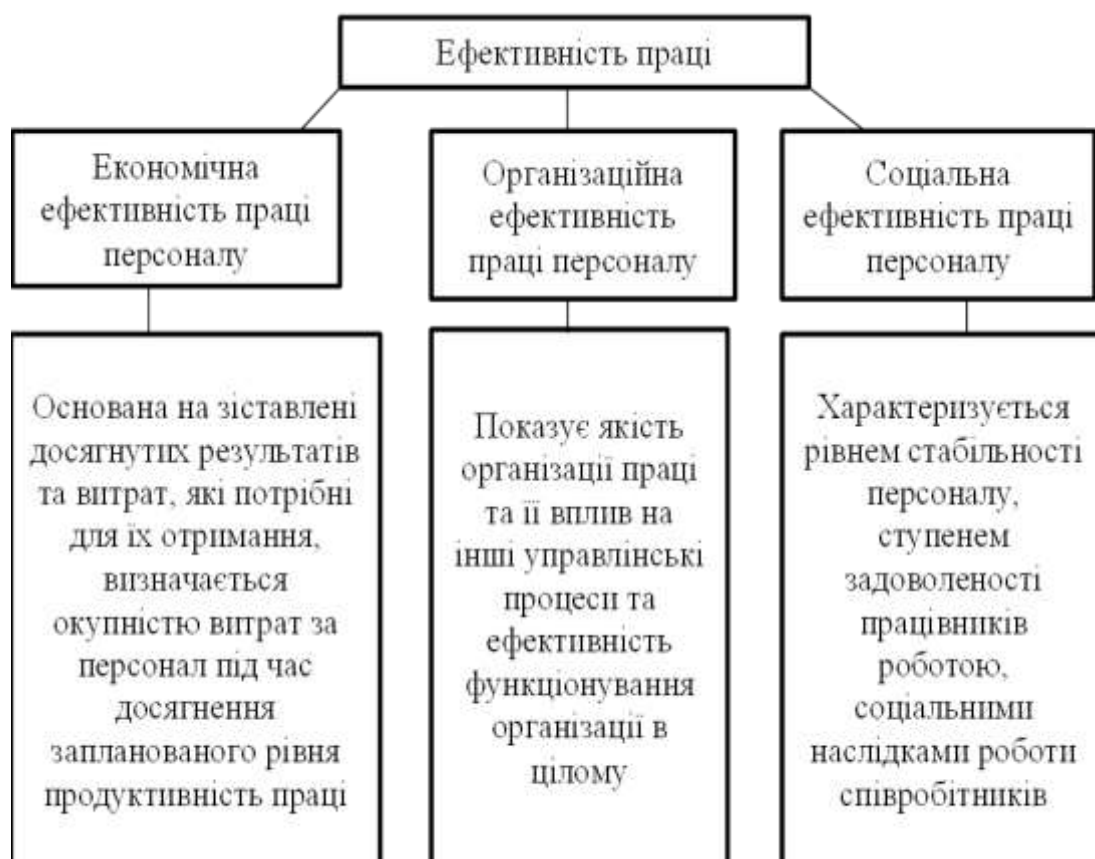 Ефективність праці
Економічна
ефективність праці
персоналу
Організаційна
ефективність
праці персоналу
Соціальна
ефективність праці
персоналу
Основана на зіставлені
досягнутих результатів
та витрат, які потрібні
для їх отримання,
визначається
окупністю витрат за
персонал під час
досягнення
запланованого рівня
продуктивність праці
Показує якість
організації праці
та її вплив на
інші управлінські
процеси та
ефективність
функціонування
організації в
цілому
Характеризується
рівнем стабільності
персоналу,
ступенем
задоволеності
працівників
роботою,
соціальними
наслідками роботи
співробітників